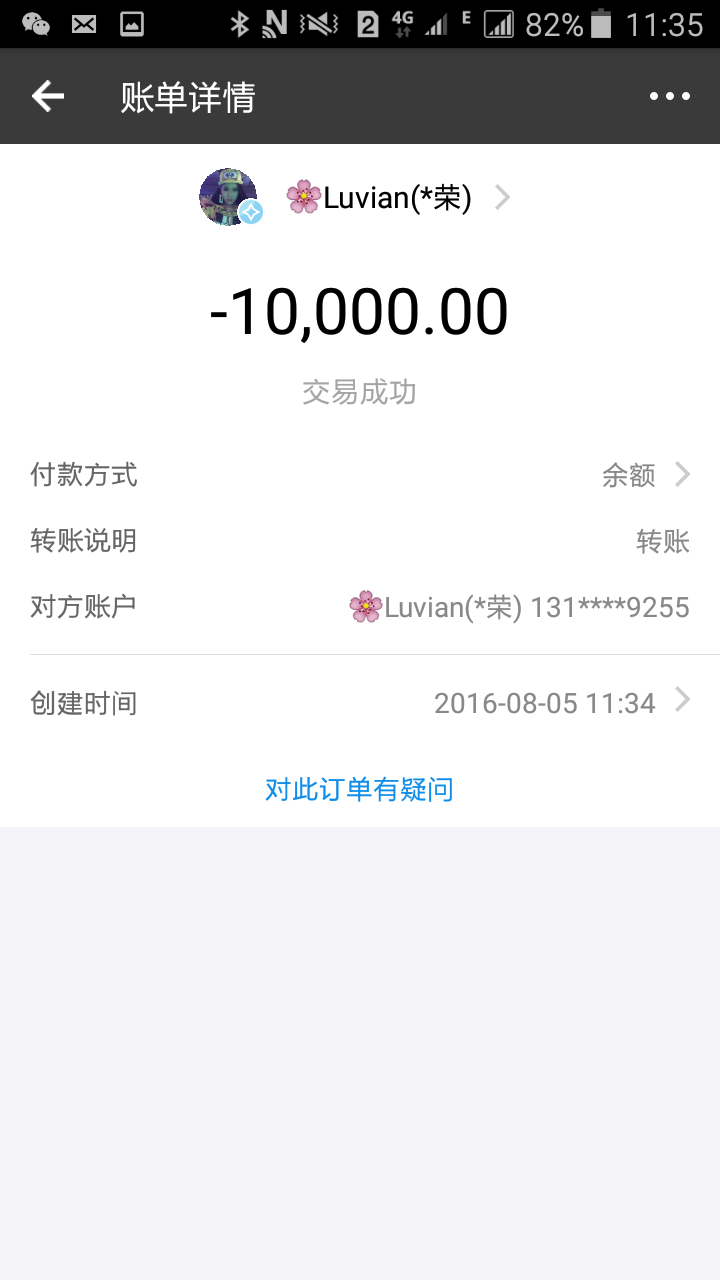 2 4G E 82% 11:35
账单详情
🌸Luvian(*荣)
-10,000.00
交易成功
付款方式 余额
转账说明 转账
对方账户 🌸Luvian(*荣) 131****9255
创建时间 2016-08-05 11:34
对此订单有疑问